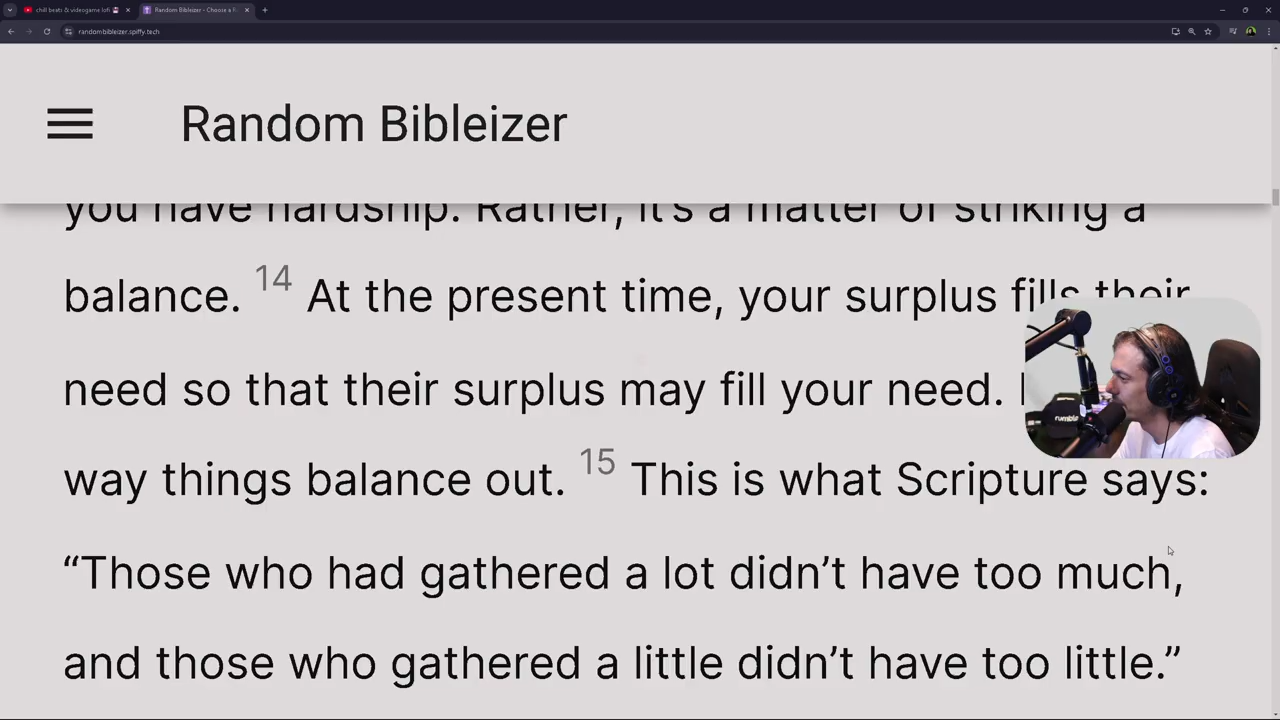 chill beats & videogame lofi
Random Bibleizer - Choose a R
randombibleizer.spiffy.tech
Random Bibleizer
you have hardship. Rather, it's a matter of striking a
balance. 14 At the present time, your surplus fills their
need so that their surplus may fill your need.
way things balance out. 15 This is what Scripture says:
“Those who had gathered a lot didn’t have too much,
and those who gathered a little didn’t have too little.”
rumble